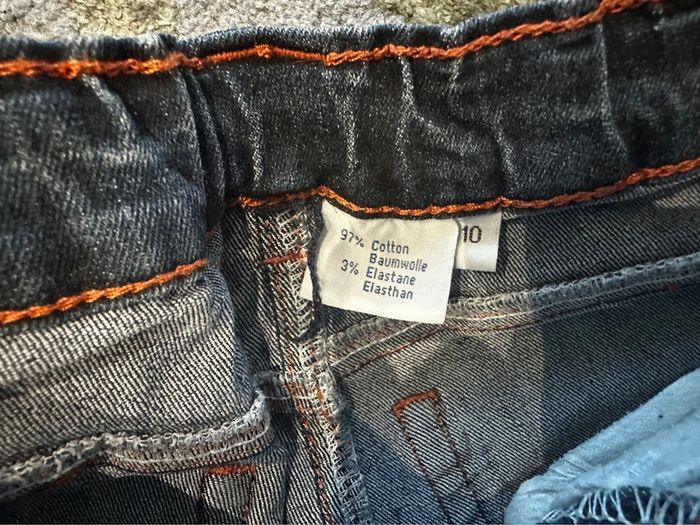 97% Cotton
Baumwolle
3% Elastane
Elasthan
10